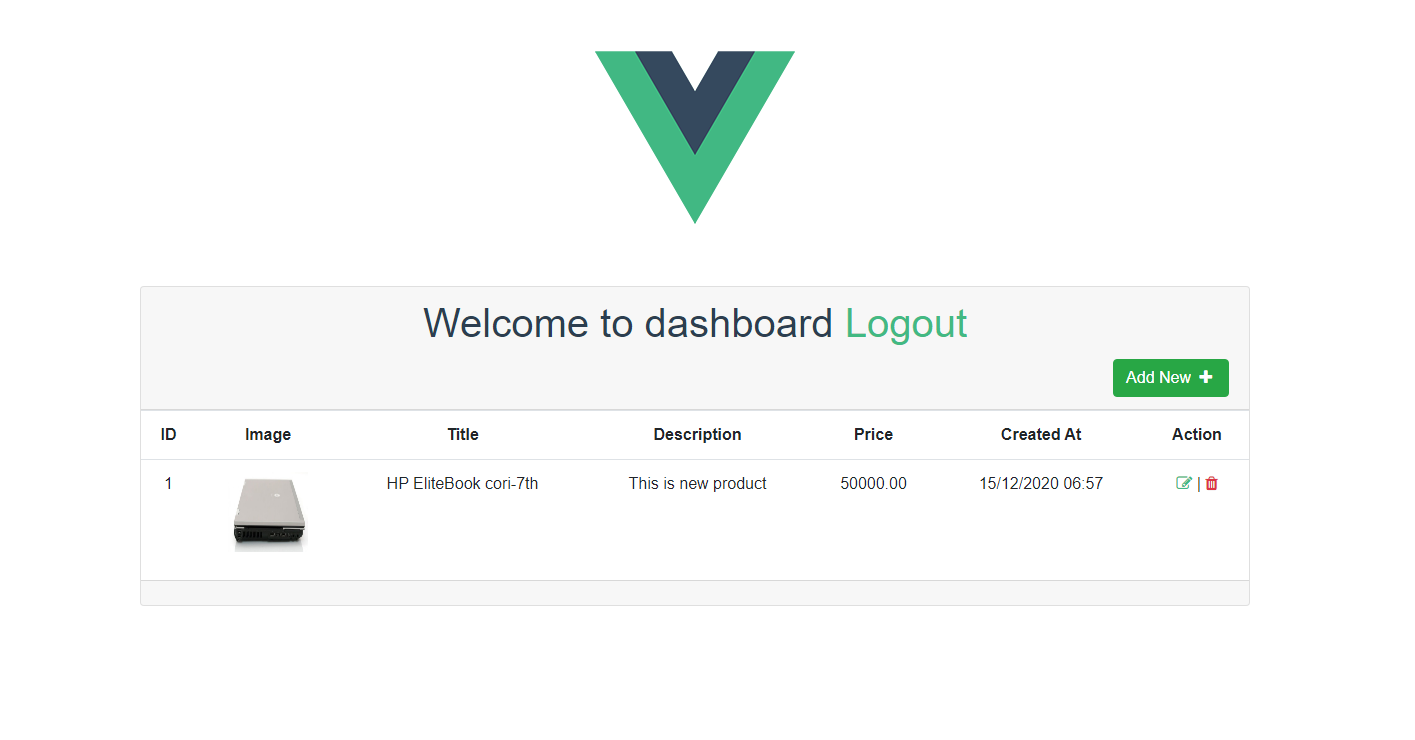 Welcome to dashboard Logout
Add New
ID Image Title Description Price Created At Action
1 HP EliteBook cori-7th This is new product 50000.00 15/12/2020 06:57 |